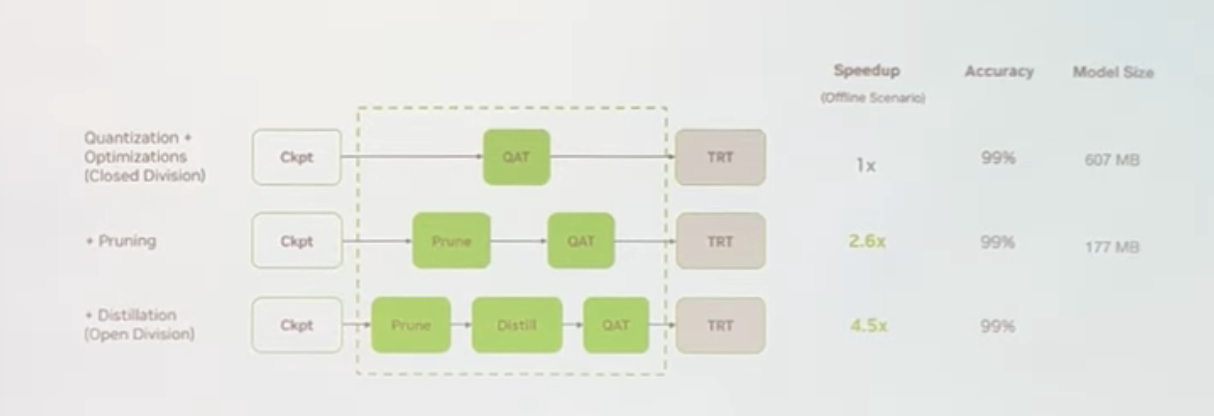 Speedup Accuracy Model Size
(Offline Scenario)
Quantization +
Optimizations
(Closed Division)
Ckpt QAT TRT 1x 99% 607 MB
+ Pruning Ckpt Prune QAT TRT 2.6x 99% 177 MB
+ Distillation
(Open Division)
Ckpt Prune Distill QAT TRT 4.5x 99%